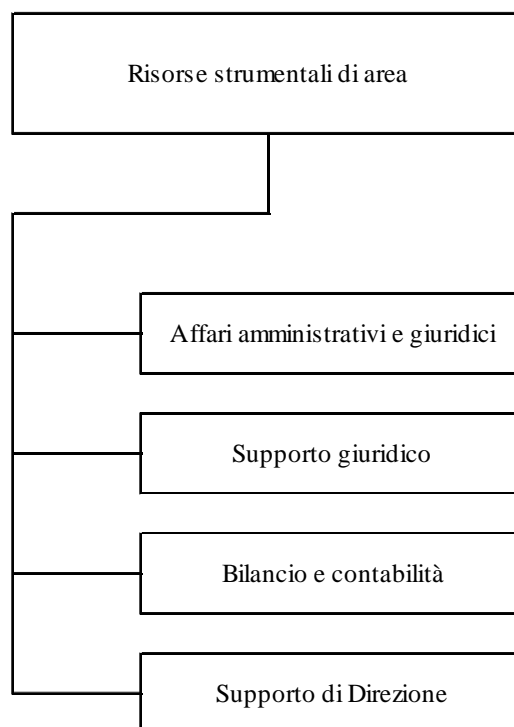 Risorse strumentali di area
Affari amministrativi e giuridici
Supporto giuridico
Bilancio e contabilità
Supporto di Direzione